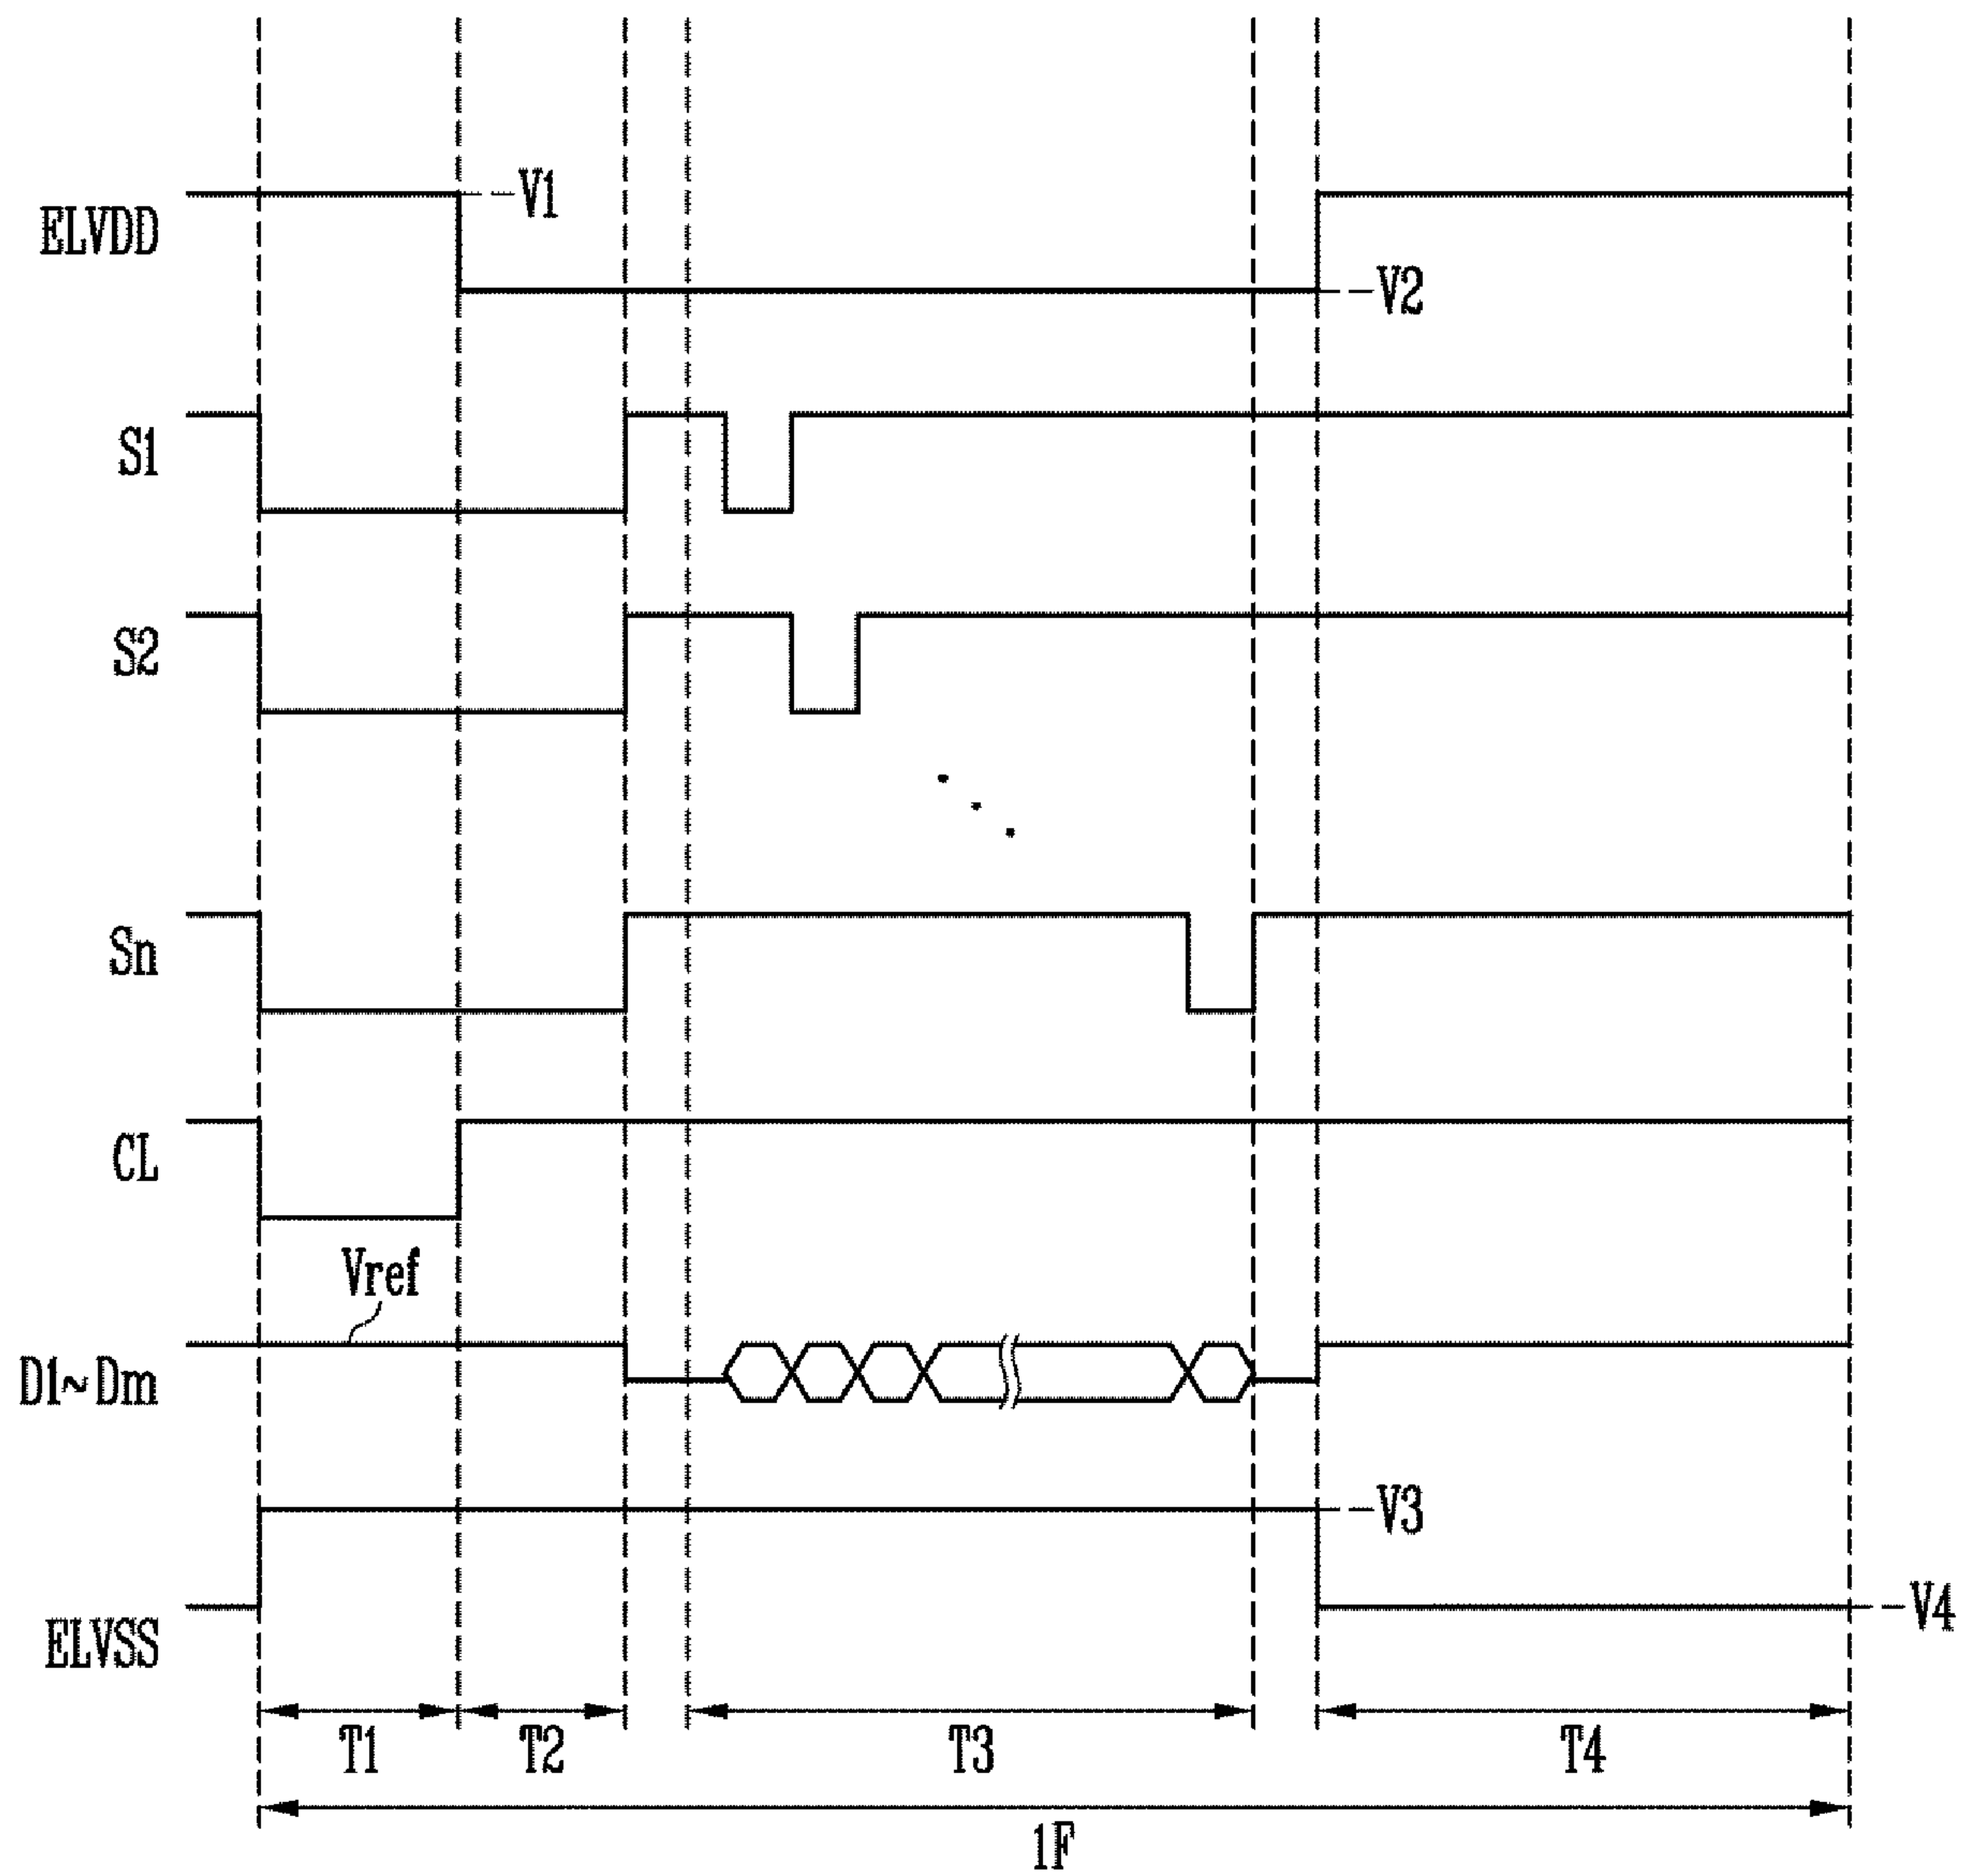 V1
ELVDD
V2
S1
S2
Sn
CL
Vref
D1~Dm
V3
V4
ELVSS
T1 T2 T3 T4
1F